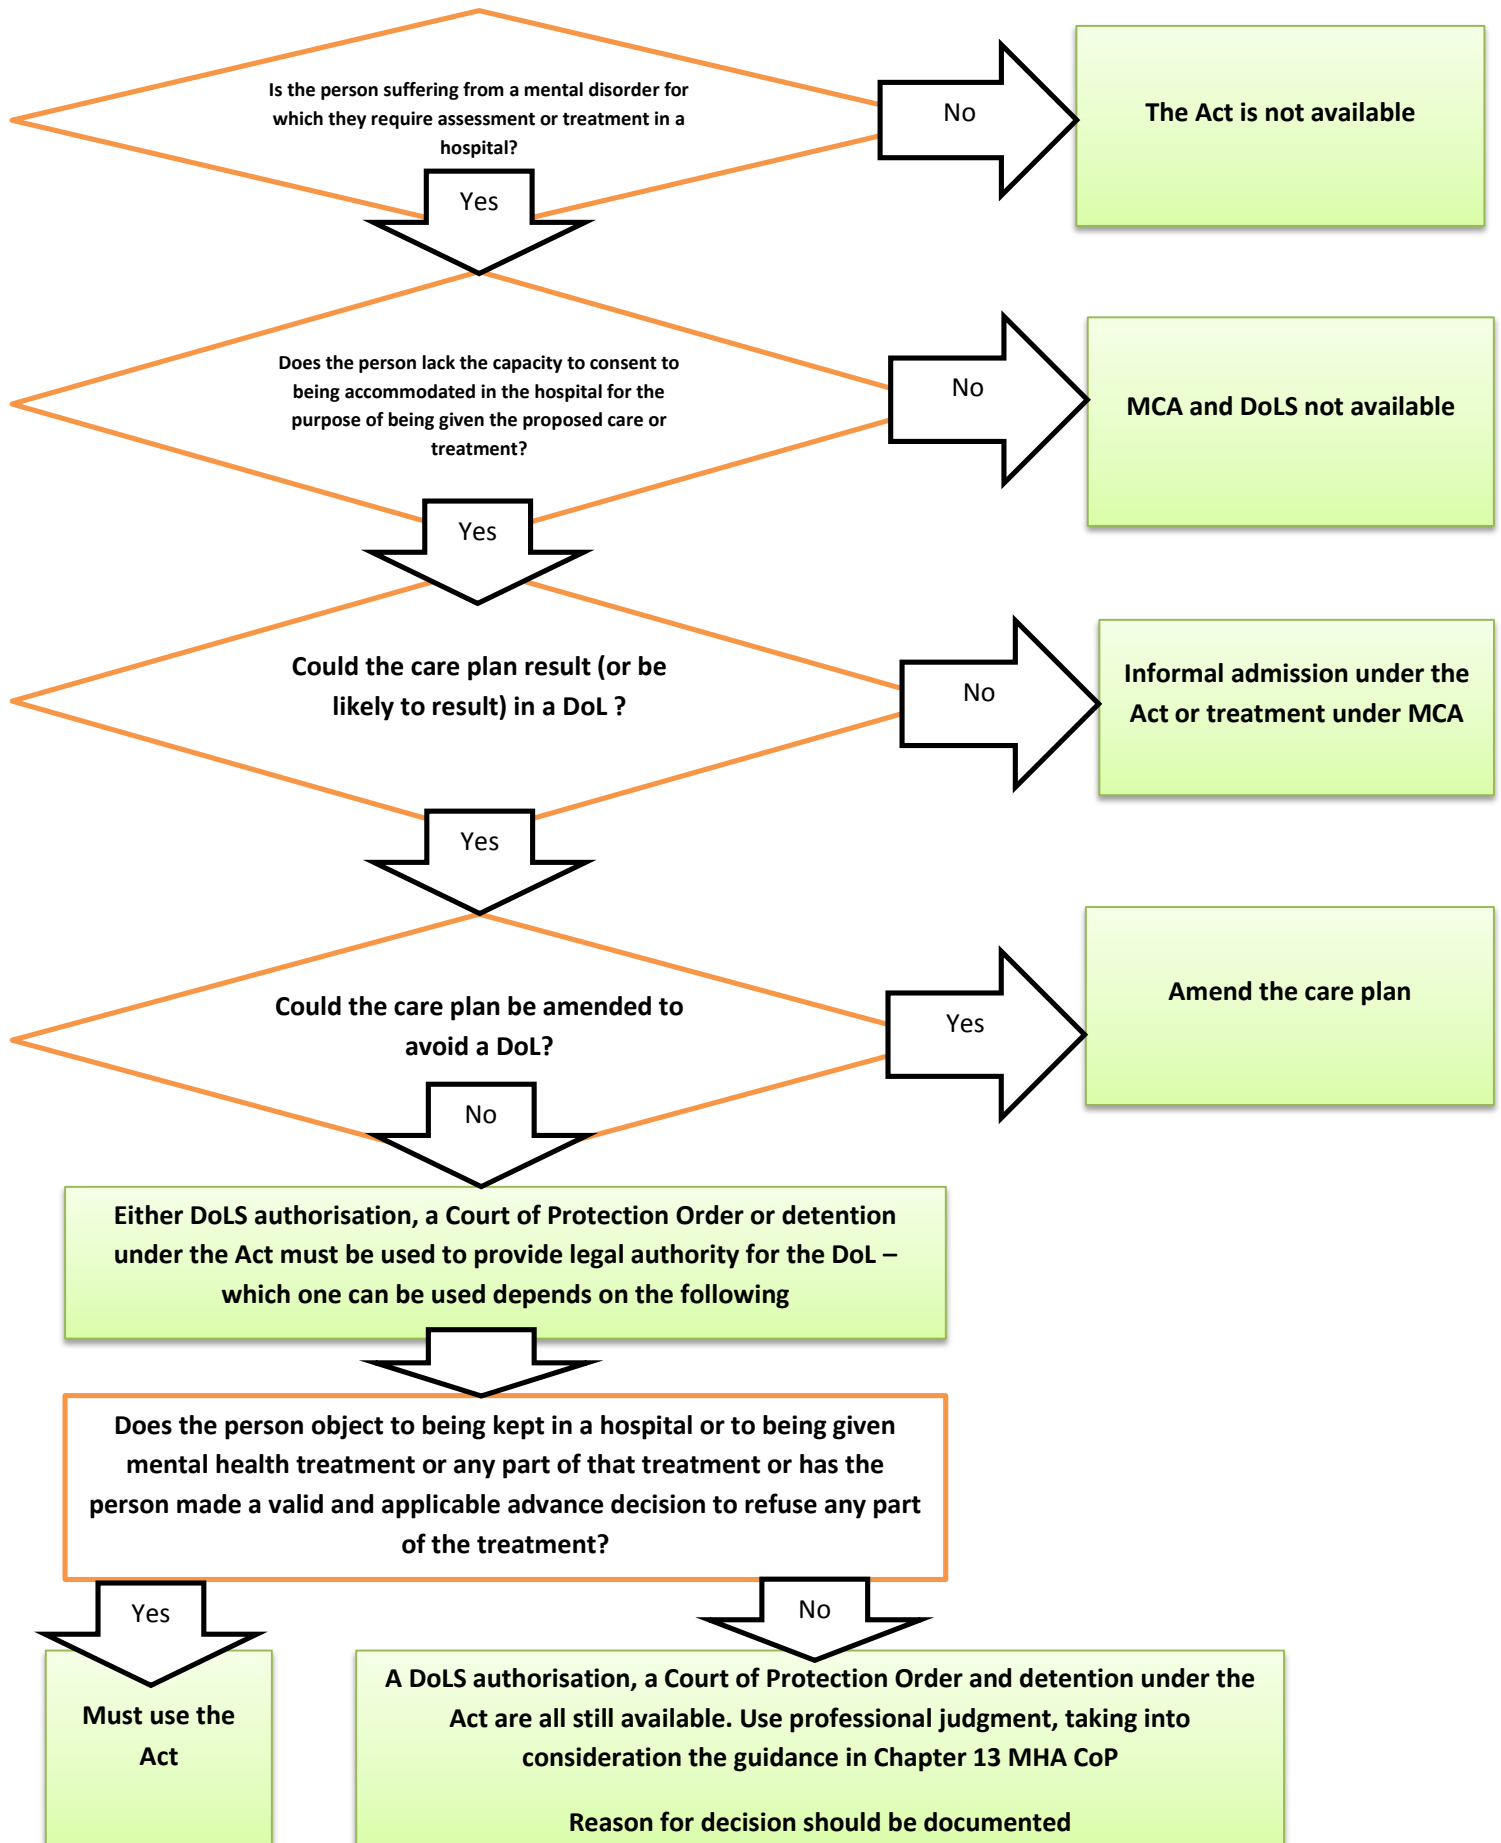 Is the person suffering from a mental disorder for
which they require assessment or treatment in a
hospital?
No
The Act is not available
Yes
Does the person lack the capacity to consent to
being accommodated in the hospital for the
purpose of being given the proposed care or
treatment?
No
MCA and DoLS not available
Yes
Could the care plan result (or be
likely to result) in a DoL ?
No
Informal admission under the
Act or treatment under MCA
Yes
Could the care plan be amended to
avoid a DoL?
Yes
Amend the care plan
No
Either DoLS authorisation, a Court of Protection Order or detention
under the Act must be used to provide legal authority for the DoL –
which one can be used depends on the following
Does the person object to being kept in a hospital or to being given
mental health treatment or any part of that treatment or has the
person made a valid and applicable advance decision to refuse any part
of the treatment?
Yes
Must use the
Act
No
A DoLS authorisation, a Court of Protection Order and detention under the
Act are all still available. Use professional judgment, taking into
consideration the guidance in Chapter 13 MHA CoP
Reason for decision should be documented